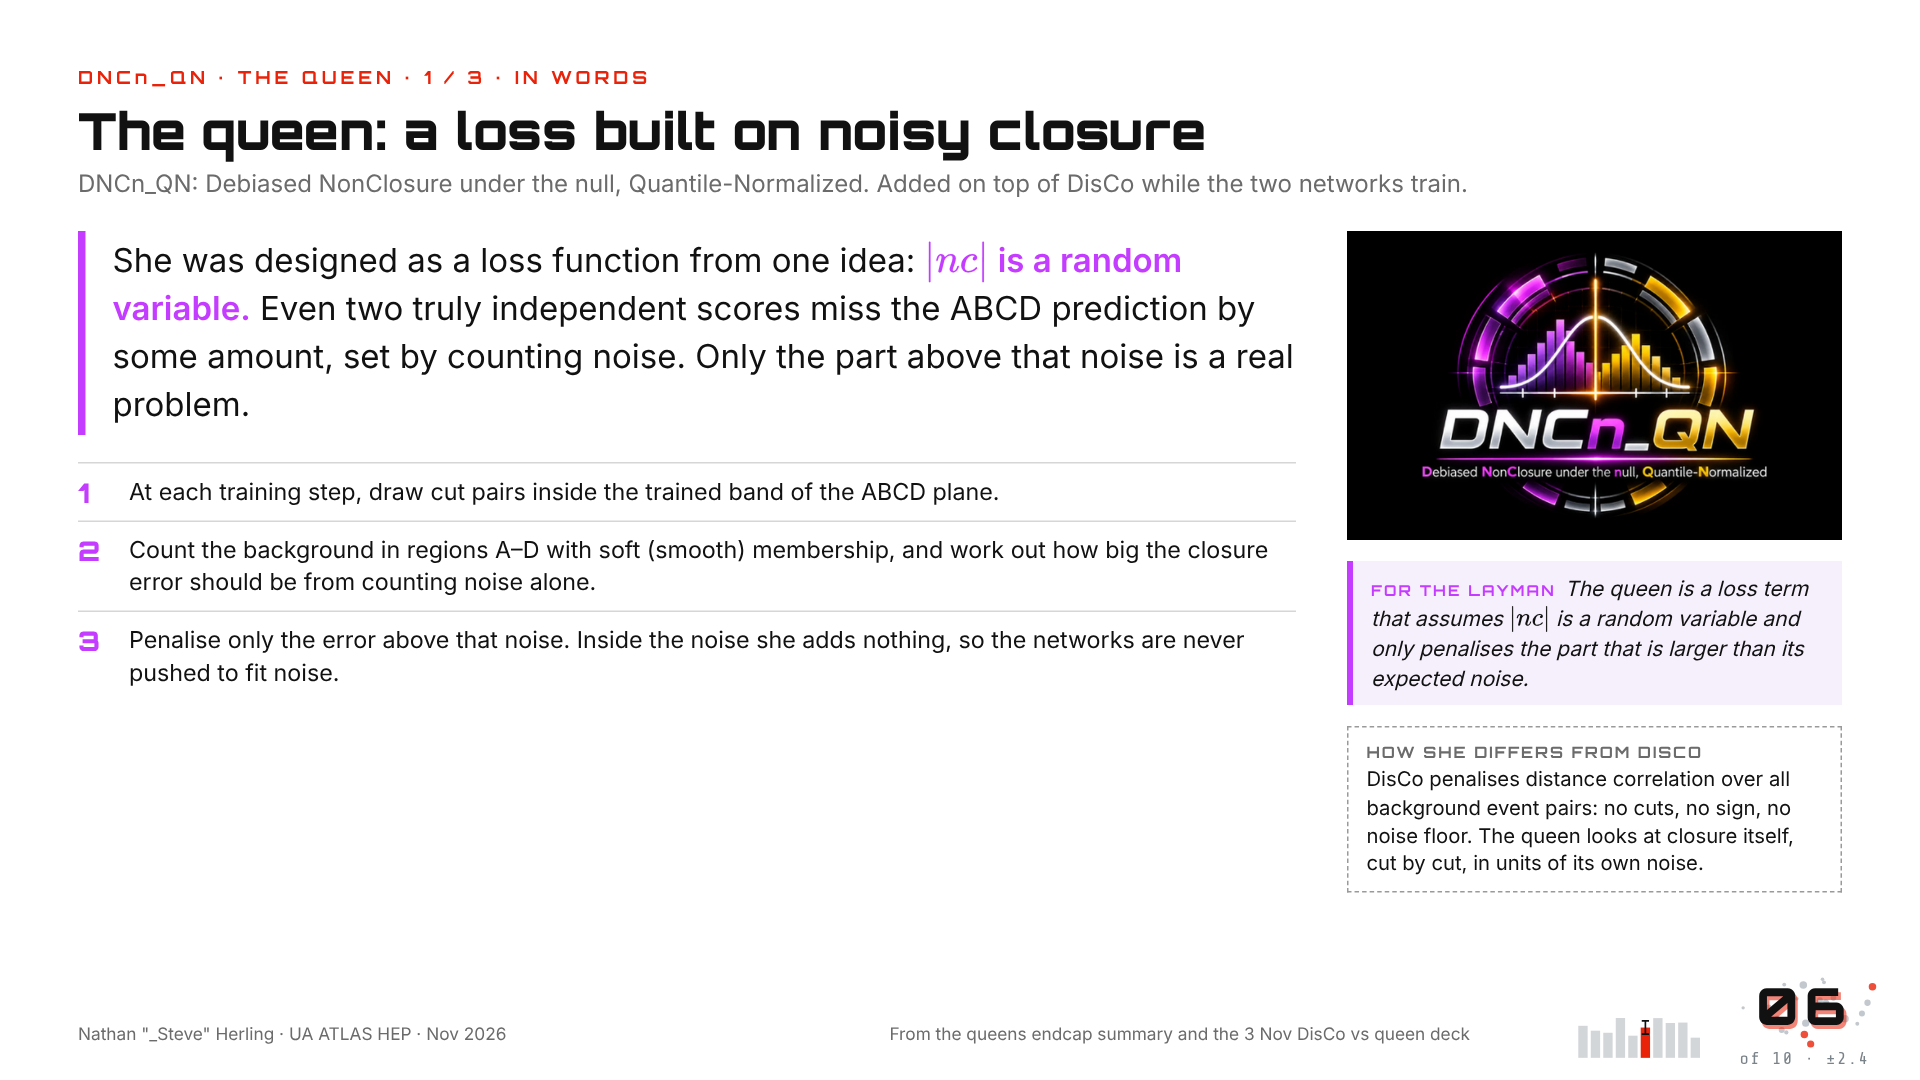 DNCn_QN · THE QUEEN · 1 / 3 · IN WORDS
The queen: a loss built on noisy closure
DNCn_QN: Debiased NonClosure under the null, Quantile-Normalized. Added on top of DisCo while the two networks train.
She was designed as a loss function from one idea: |nc| is a random
variable. Even two truly independent scores miss the ABCD prediction by
some amount, set by counting noise. Only the part above that noise is a real
problem.
1 At each training step, draw cut pairs inside the trained band of the ABCD plane.
2 Count the background in regions A–D with soft (smooth) membership, and work out how big the closure
error should be from counting noise alone.
3 Penalise only the error above that noise. Inside the noise she adds nothing, so the networks are never
pushed to fit noise.
DNCn_QN
Debiased NonClosure under the null, Quantile-Normalized
FOR THE LAYMAN The queen is a loss term
that assumes |nc| is a random variable and
only penalises the part that is larger than its
expected noise.
HOW SHE DIFFERS FROM DISCO
DisCo penalises distance correlation over all
background event pairs: no cuts, no sign, no
noise floor. The queen looks at closure itself,
cut by cut, in units of its own noise.
Nathan "_Steve" Herling · UA ATLAS HEP · Nov 2026
From the queens endcap summary and the 3 Nov DisCo vs queen deck
06
of 10 · ±2.4